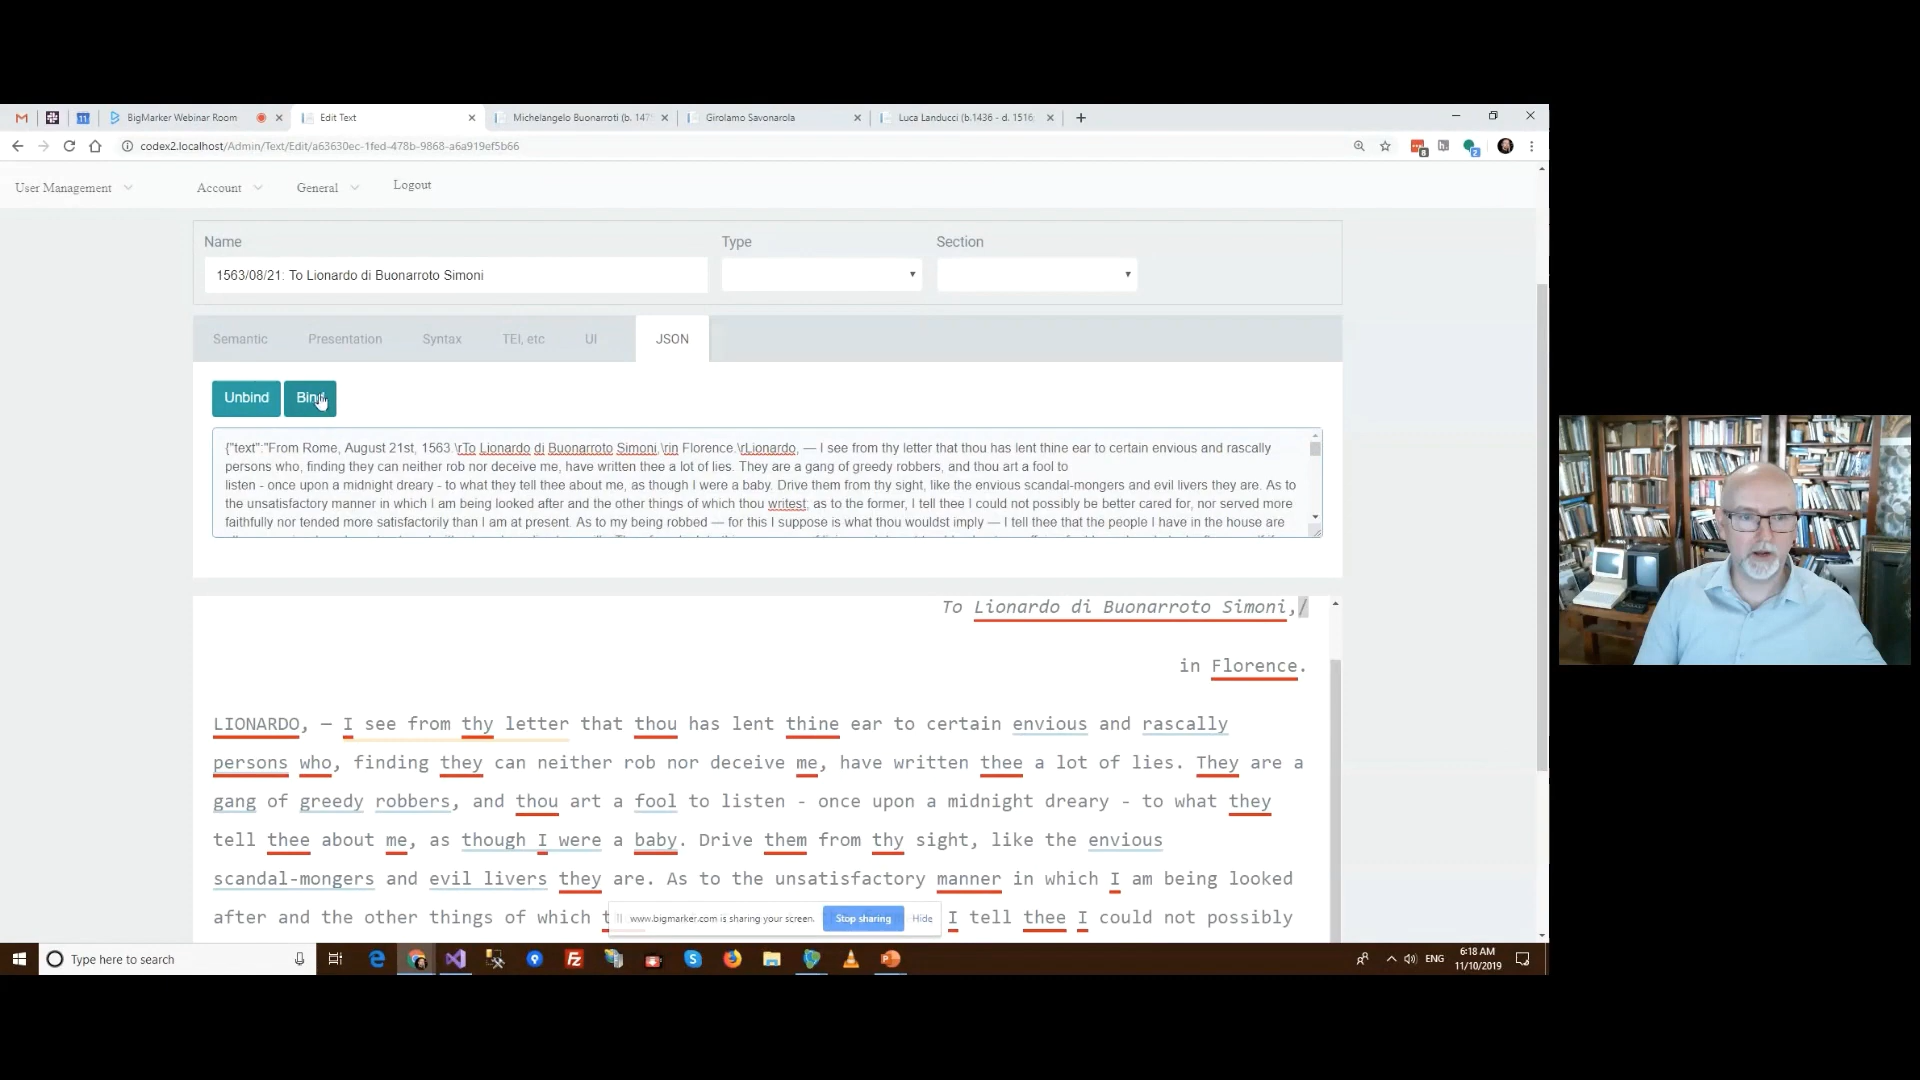 BigMarker Webinar Room
Edit Text
Michelangelo Buonarroti (b. 147
Girolamo Savonarola
Luca Landucci (b.1436 - d. 1516
codex2.localhost/Admin/Text/Edit/a63630ec-1fed-478b-9868-a6a919ef5b66
User Management
Account
General
Logout
Name
Type
Section
1563/08/21: To Lionardo di Buonarroto Simoni
Semantic
Presentation
Syntax
TEI, etc
UI
JSON
Unbind
Bind
{"text":"From Rome, August 21st, 1563.\rTo Lionardo di Buonarroto Simoni,\rin Florence.\rLionardo, — I see from thy letter that thou has lent thine ear to certain envious and rascally
persons who, finding they can neither rob nor deceive me, have written thee a lot of lies. They are a gang of greedy robbers, and thou art a fool to
listen - once upon a midnight dreary - to what they tell thee about me, as though I were a baby. Drive them from thy sight, like the envious scandal-mongers and evil livers they are. As to
the unsatisfactory manner in which I am being looked after and the other things of which thou writest; as to the former, I tell thee I could not possibly be better cared for, nor served more
faithfully nor tended more satisfactorily than I am at present. As to my being robbed — for this I suppose is what thou wouldst imply — I tell thee that the people I have in the house are
To Lionardo di Buonarroto Simoni,/
in Florence.
LIONARDO, — I see from thy letter that thou has lent thine ear to certain envious and rascally
persons who, finding they can neither rob nor deceive me, have written thee a lot of lies. They are a
gang of greedy robbers, and thou art a fool to listen - once upon a midnight dreary - to what they
tell thee about me, as though I were a baby. Drive them from thy sight, like the envious
scandal-mongers and evil livers they are. As to the unsatisfactory manner in which I am being looked
after and the other things of which t I tell thee I could not possibly
www.bigmarker.com is sharing your screen.
Stop sharing
Hide
Type here to search
ENG
6:18 AM
11/10/2019